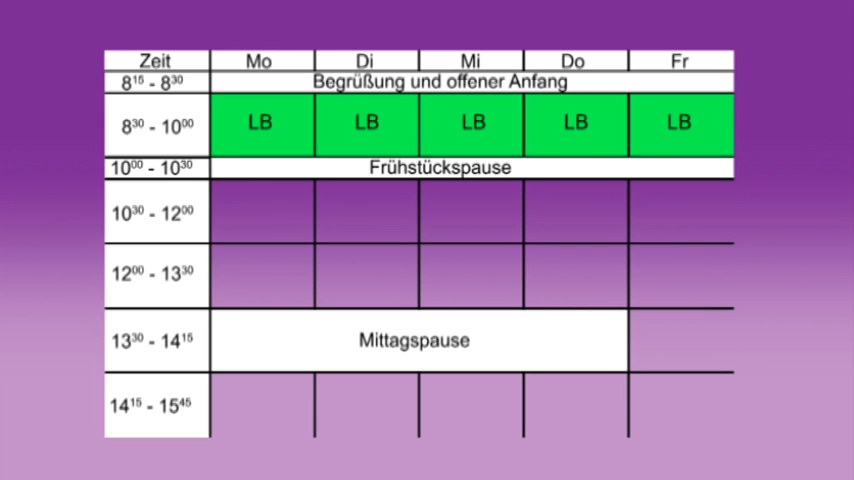 Zeit Mo Di Mi Do Fr
8¹⁵ - 8³⁰ Begrüßung und offener Anfang
8³⁰ - 10⁰⁰ LB LB LB LB LB
10⁰⁰ - 10³⁰ Frühstückspause
10³⁰ - 12⁰⁰
12⁰⁰ - 13³⁰
13³⁰ - 14¹⁵ Mittagspause
14¹⁵ - 15⁴⁵